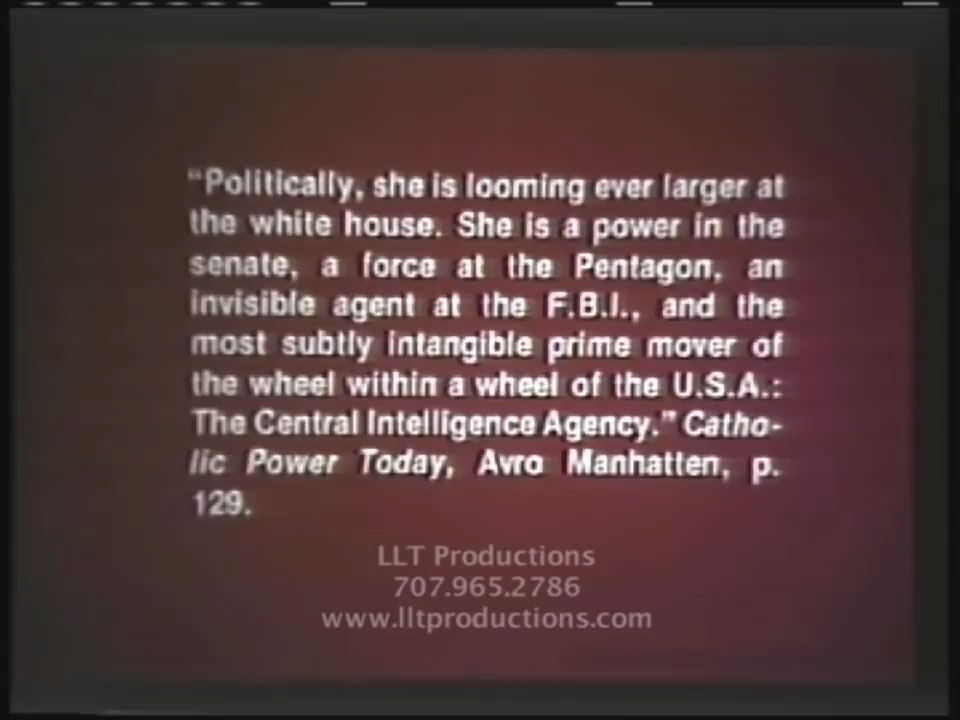 "Politically, she is looming ever larger at
the white house. She is a power in the
senate, a force at the Pentagon, an
invisible agent at the F.B.I., and the
most subtly intangible prime mover of
the wheel within a wheel of the U.S.A.:
The Central Intelligence Agency." Catho-
lic Power Today, Avro Manhatten, p.
129.
LLT Productions
707.965.2786
www.lltproductions.com